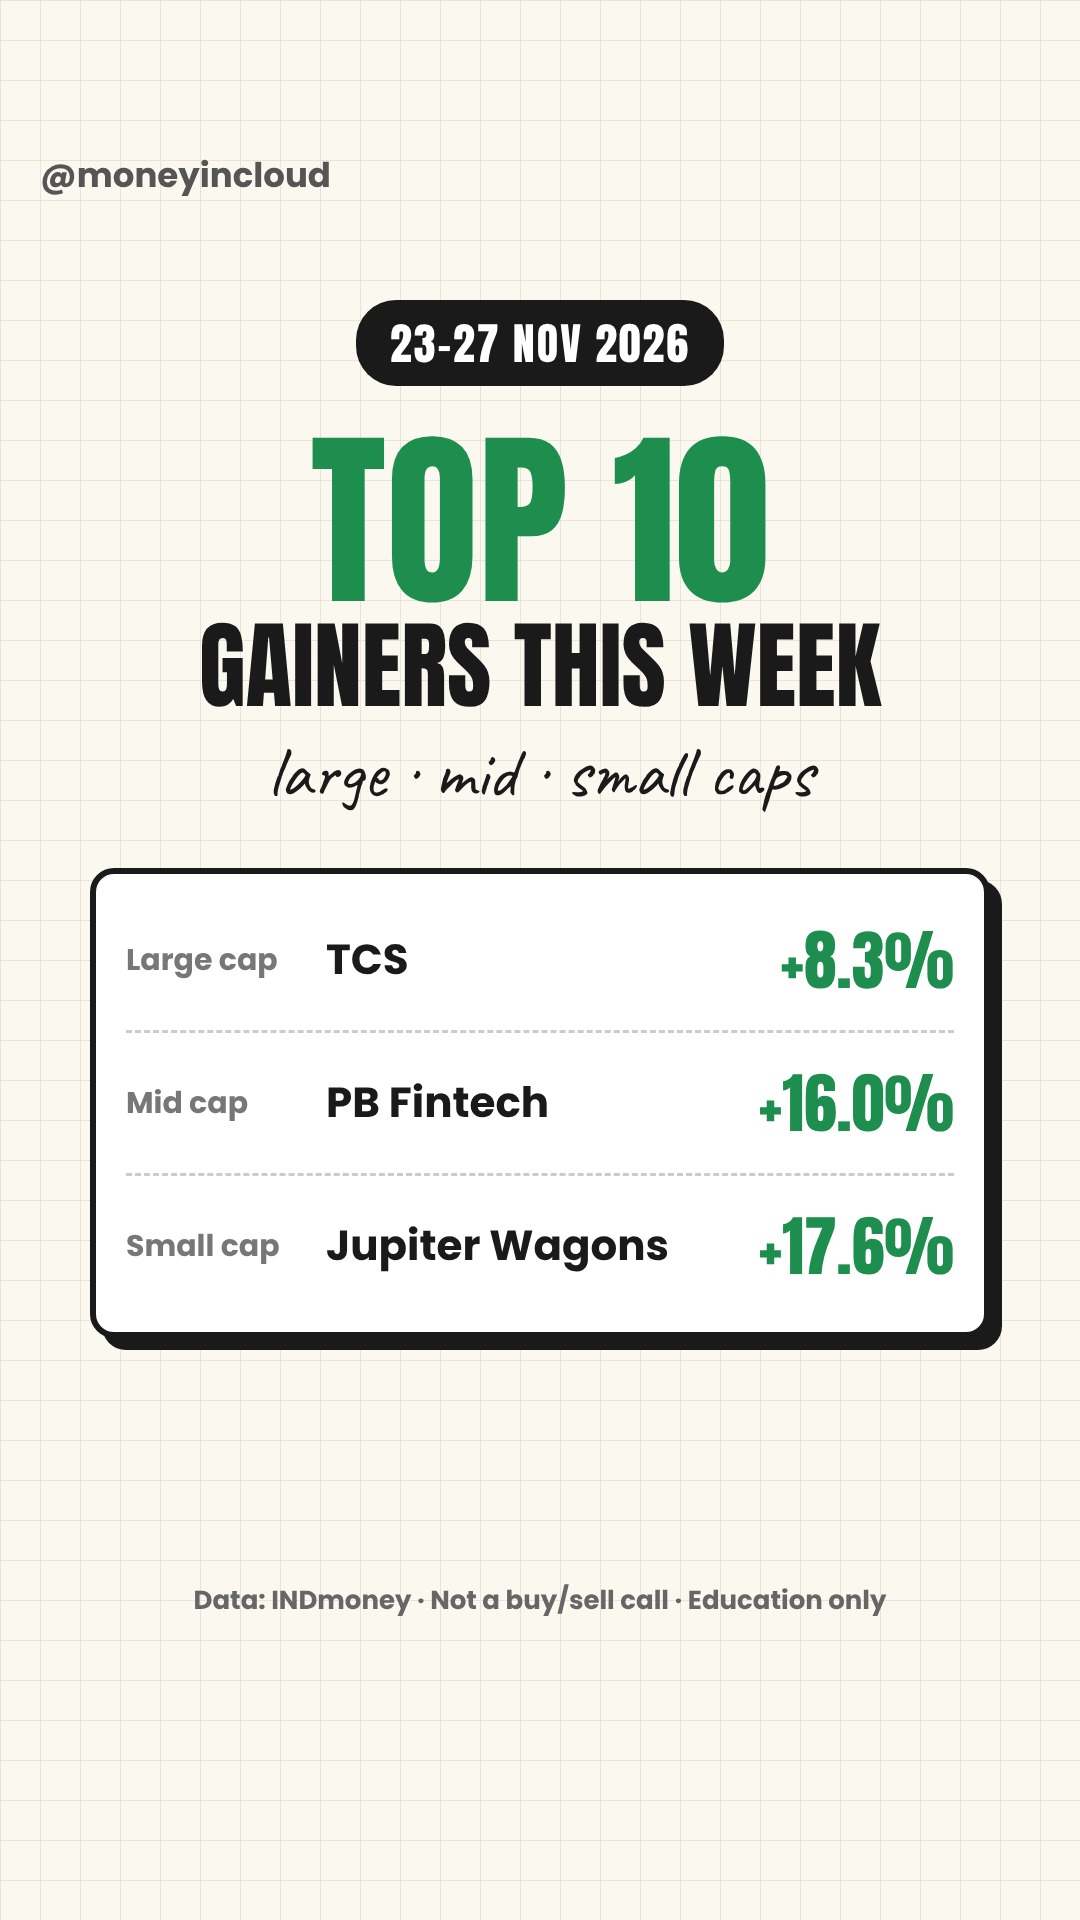 @moneyincloud
23-27 NOV 2026
TOP 10
GAINERS THIS WEEK
large · mid · small caps
Large cap TCS +8.3%
Mid cap PB Fintech +16.0%
Small cap Jupiter Wagons +17.6%
Data: INDmoney · Not a buy/sell call · Education only